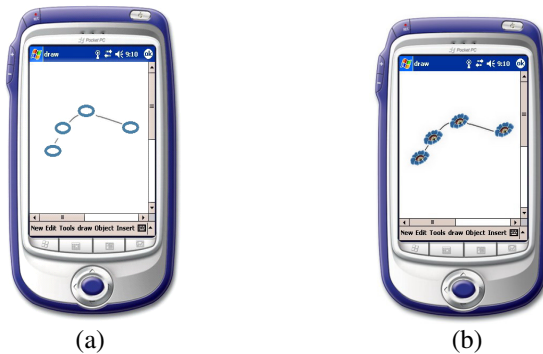 Pocket PC
draw 9:10 ok
New Edit Tools draw Object Insert
(a)
Pocket PC
draw 9:10 ok
New Edit Tools draw Object Insert
(b)